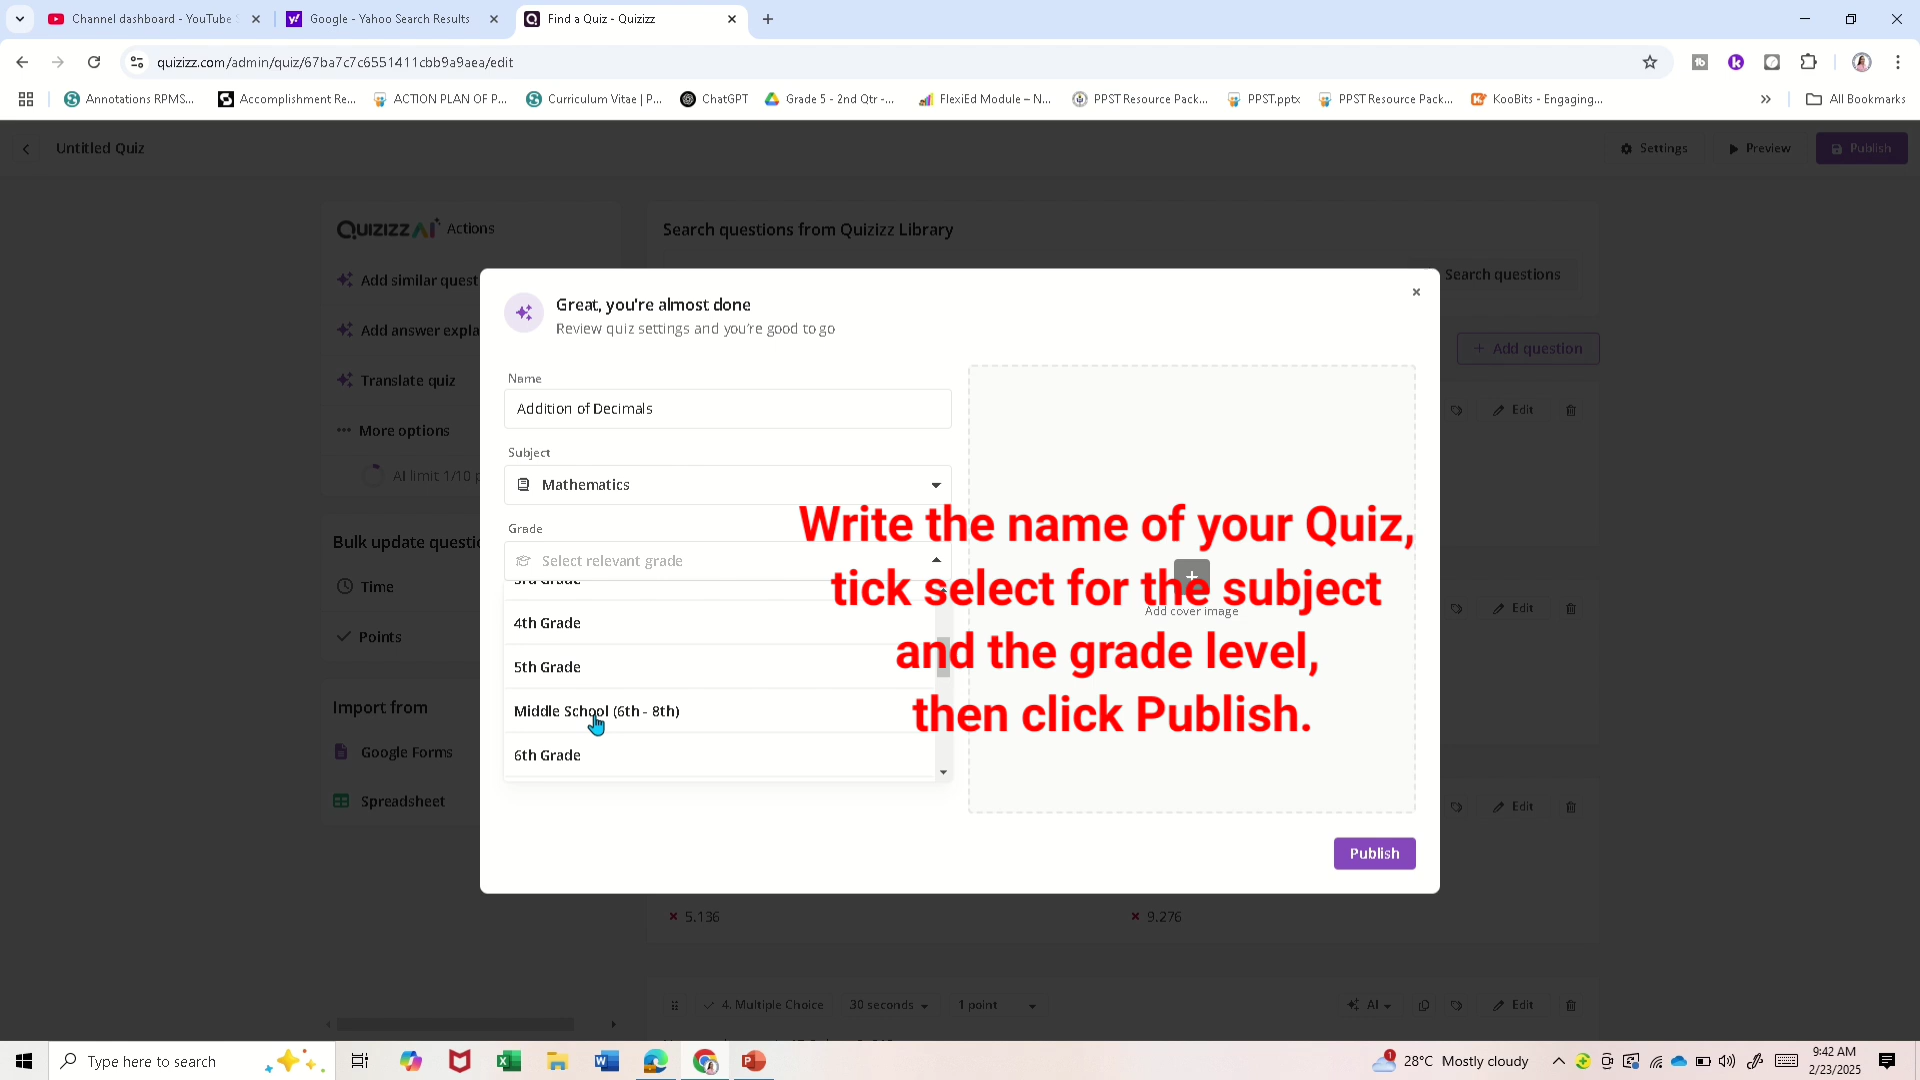 Channel dashboard - YouTube
Google - Yahoo Search Results
Find a Quiz - Quizizz
quizizz.com/admin/quiz/67ba7c7c6551411cbb9a9aea/edit
Annotations RPMS...
Accomplishment Re...
ACTION PLAN OF P...
Curriculum Vitae | P...
ChatGPT
Grade 5 - 2nd Qtr -...
FlexiEd Module – N...
PPST Resource Pack...
PPST.pptx
PPST Resource Pack...
KooBits - Engaging...
All Bookmarks
Untitled Quiz
Settings
Preview
Publish
QUIZIZZ AI Actions
Search questions from Quizizz Library
Add similar quest
Search questions
Great, you're almost done
Review quiz settings and you're good to go
Add answer expla
Add question
Translate quiz
Name
Addition of Decimals
Edit
More options
Subject
AI limit 1/10 p
Mathematics
Grade
Write the name of your Quiz,
tick select for the subject
and the grade level,
then click Publish.
Bulk update questio
Select relevant grade
3rd Grade
Time
Add cover image
Edit
4th Grade
Points
5th Grade
Import from
Middle School (6th - 8th)
Google Forms
6th Grade
Spreadsheet
Edit
Publish
5.136
9.276
4. Multiple Choice
30 seconds
1 point
AI
Edit
Type here to search
1
28°C Mostly cloudy
9:42 AM
2/23/2025